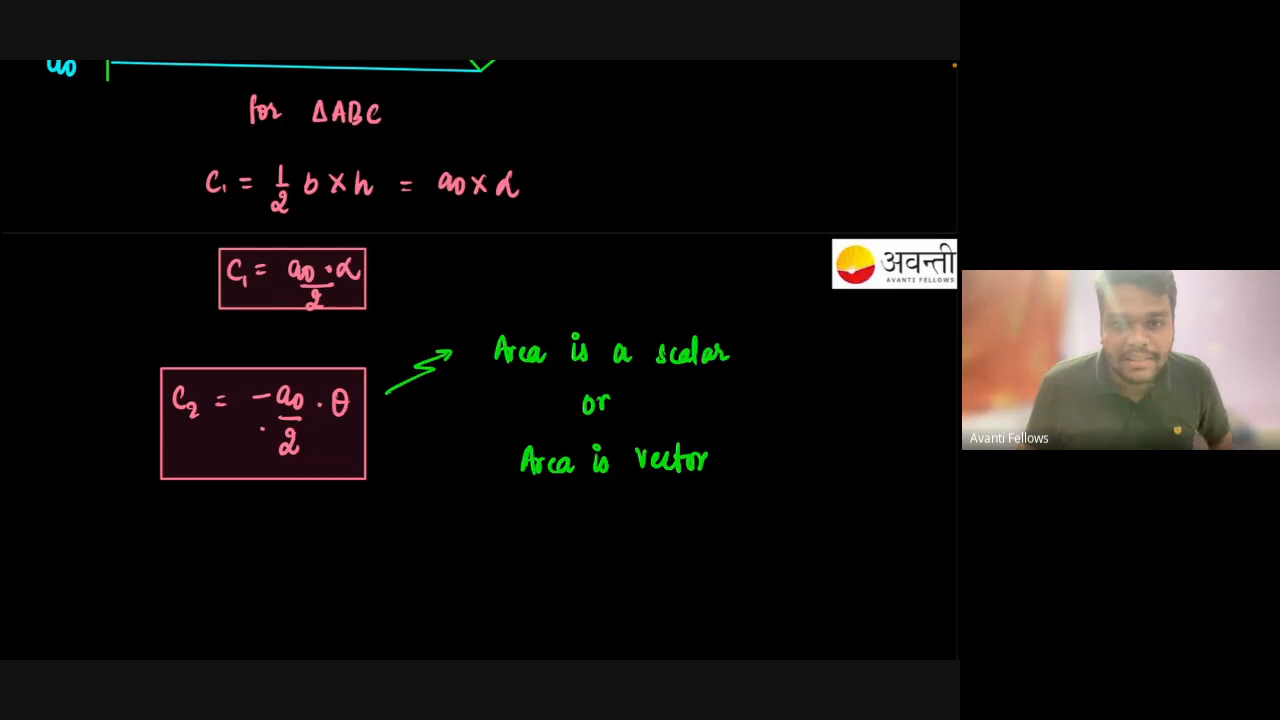 a0
for ΔABC
C₁ = 1/2 b × h = a0 × α
C₁ = a0 · α / 2
अवन्ती
AVANTI FELLOWS
C₂ = - a0 / 2 · θ
Area is a scalar
or
Area is vector
Avanti Fellows